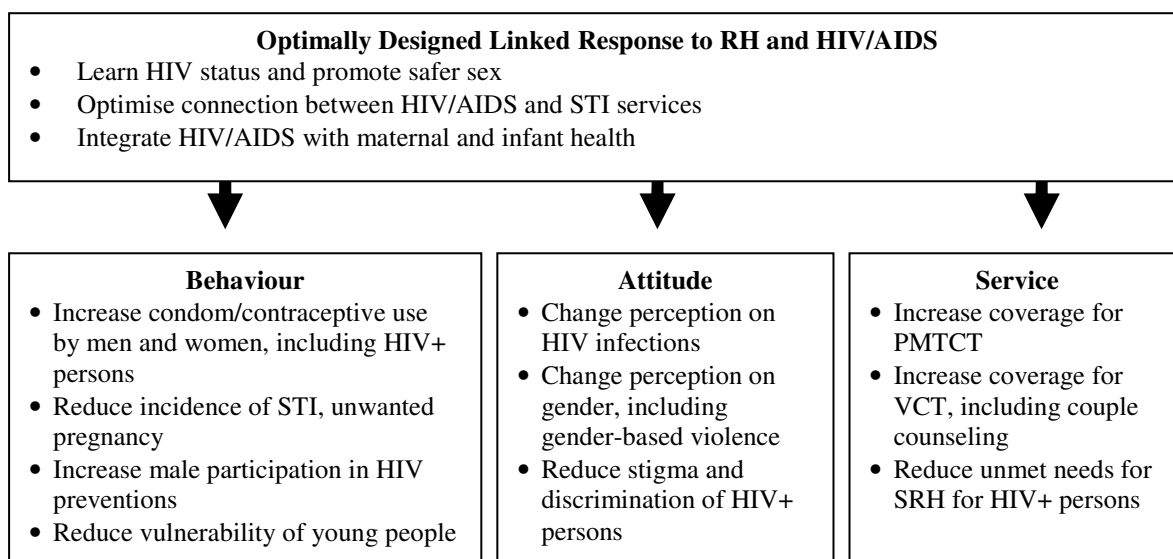 Optimally Designed Linked Response to RH and HIV/AIDS
• Learn HIV status and promote safer sex
• Optimise connection between HIV/AIDS and STI services
• Integrate HIV/AIDS with maternal and infant health
Behaviour
• Increase condom/contraceptive use
by men and women, including HIV+
persons
• Reduce incidence of STI, unwanted
pregnancy
• Increase male participation in HIV
preventions
• Reduce vulnerability of young people
Attitude
• Change perception on
HIV infections
• Change perception on
gender, including
gender-based violence
• Reduce stigma and
discrimination of HIV+
persons
Service
• Increase coverage for
PMTCT
• Increase coverage for
VCT, including couple
counseling
• Reduce unmet needs for
SRH for HIV+ persons